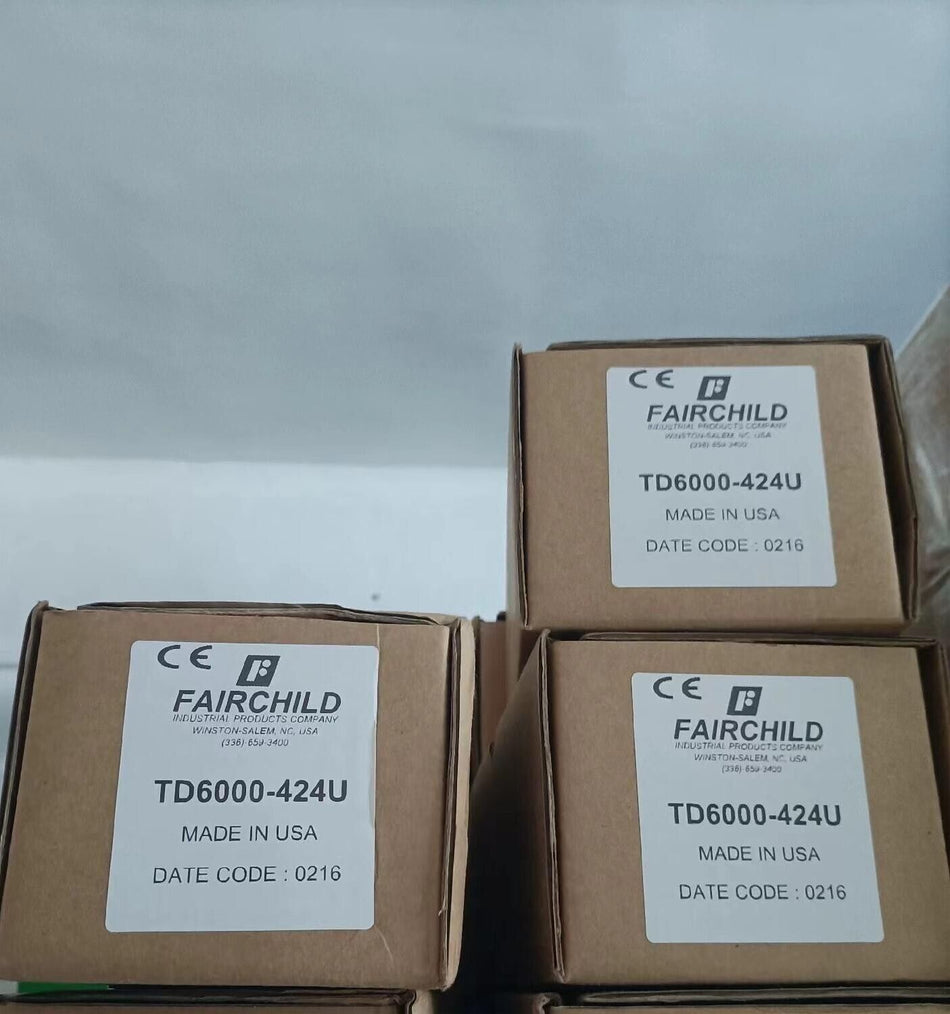 CE
FAIRCHILD
INDUSTRIAL PRODUCTS COMPANY
WINSTON-SALEM, NC, USA
(336) 659-3400
TD6000-424U
MADE IN USA
DATE CODE : 0216
CE
FAIRCHILD
INDUSTRIAL PRODUCTS COMPANY
WINSTON-SALEM, NC, USA
(336) 659-3400
TD6000-424U
MADE IN USA
DATE CODE : 0216
CE
FAIRCHILD
INDUSTRIAL PRODUCTS COMPANY
WINSTON-SALEM, NC, USA
(336) 659-3400
TD6000-424U
MADE IN USA
DATE CODE : 0216